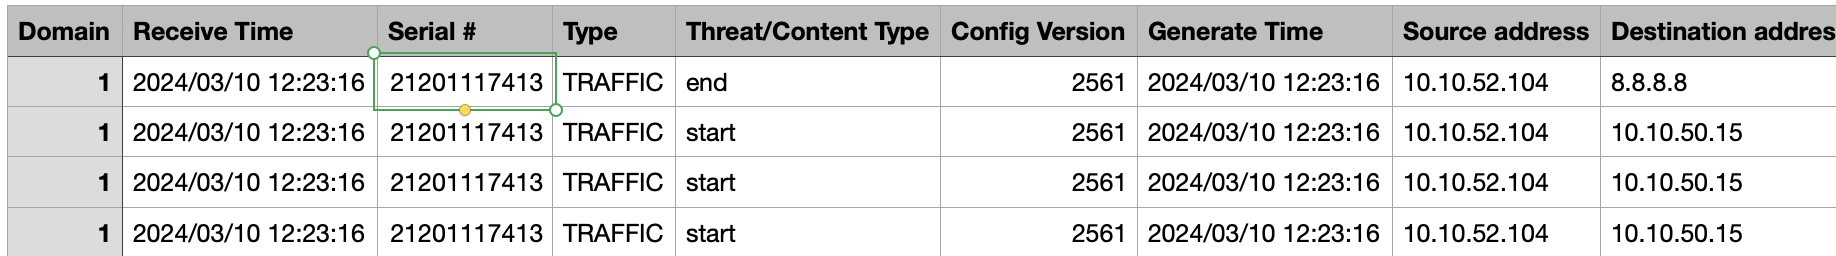 Domain Receive Time Serial # Type Threat/Content Type Config Version Generate Time Source address Destination addres
1 2024/03/10 12:23:16 21201117413 TRAFFIC end 2561 2024/03/10 12:23:16 10.10.52.104 8.8.8.8
1 2024/03/10 12:23:16 21201117413 TRAFFIC start 2561 2024/03/10 12:23:16 10.10.52.104 10.10.50.15
1 2024/03/10 12:23:16 21201117413 TRAFFIC start 2561 2024/03/10 12:23:16 10.10.52.104 10.10.50.15
1 2024/03/10 12:23:16 21201117413 TRAFFIC start 2561 2024/03/10 12:23:16 10.10.52.104 10.10.50.15